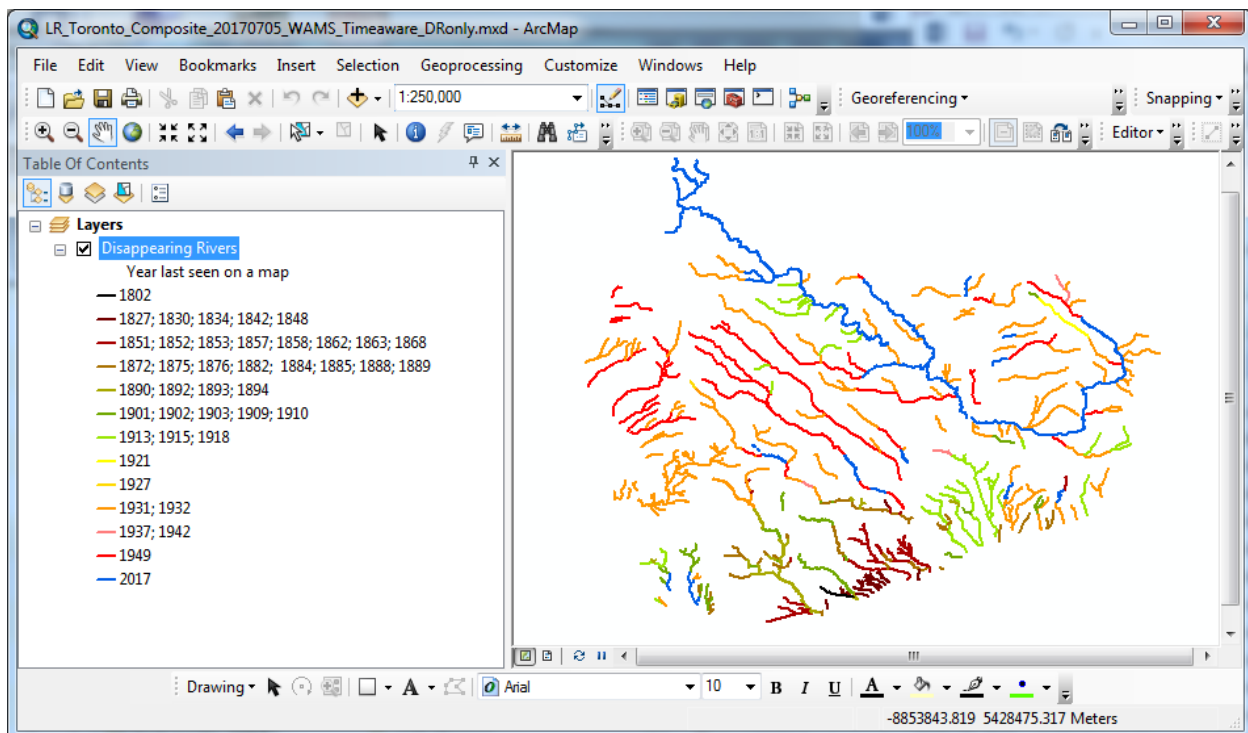 LR_Toronto_Composite_20170705_WAMS_Timeaware_DRonly.mxd - ArcMap
File Edit View Bookmarks Insert Selection Geoprocessing Customize Windows Help
1:250,000 Georeferencing Snapping
100% Editor
Table Of Contents
Layers
Disappearing Rivers
Year last seen on a map
1802
1827; 1830; 1834; 1842; 1848
1851; 1852; 1853; 1857; 1858; 1862; 1863; 1868
1872; 1875; 1876; 1882; 1884; 1885; 1888; 1889
1890; 1892; 1893; 1894
1901; 1902; 1903; 1909; 1910
1913; 1915; 1918
1921
1927
1931; 1932
1937; 1942
1949
2017
Drawing A Arial 10 B I U A
-8853843.819 5428475.317 Meters